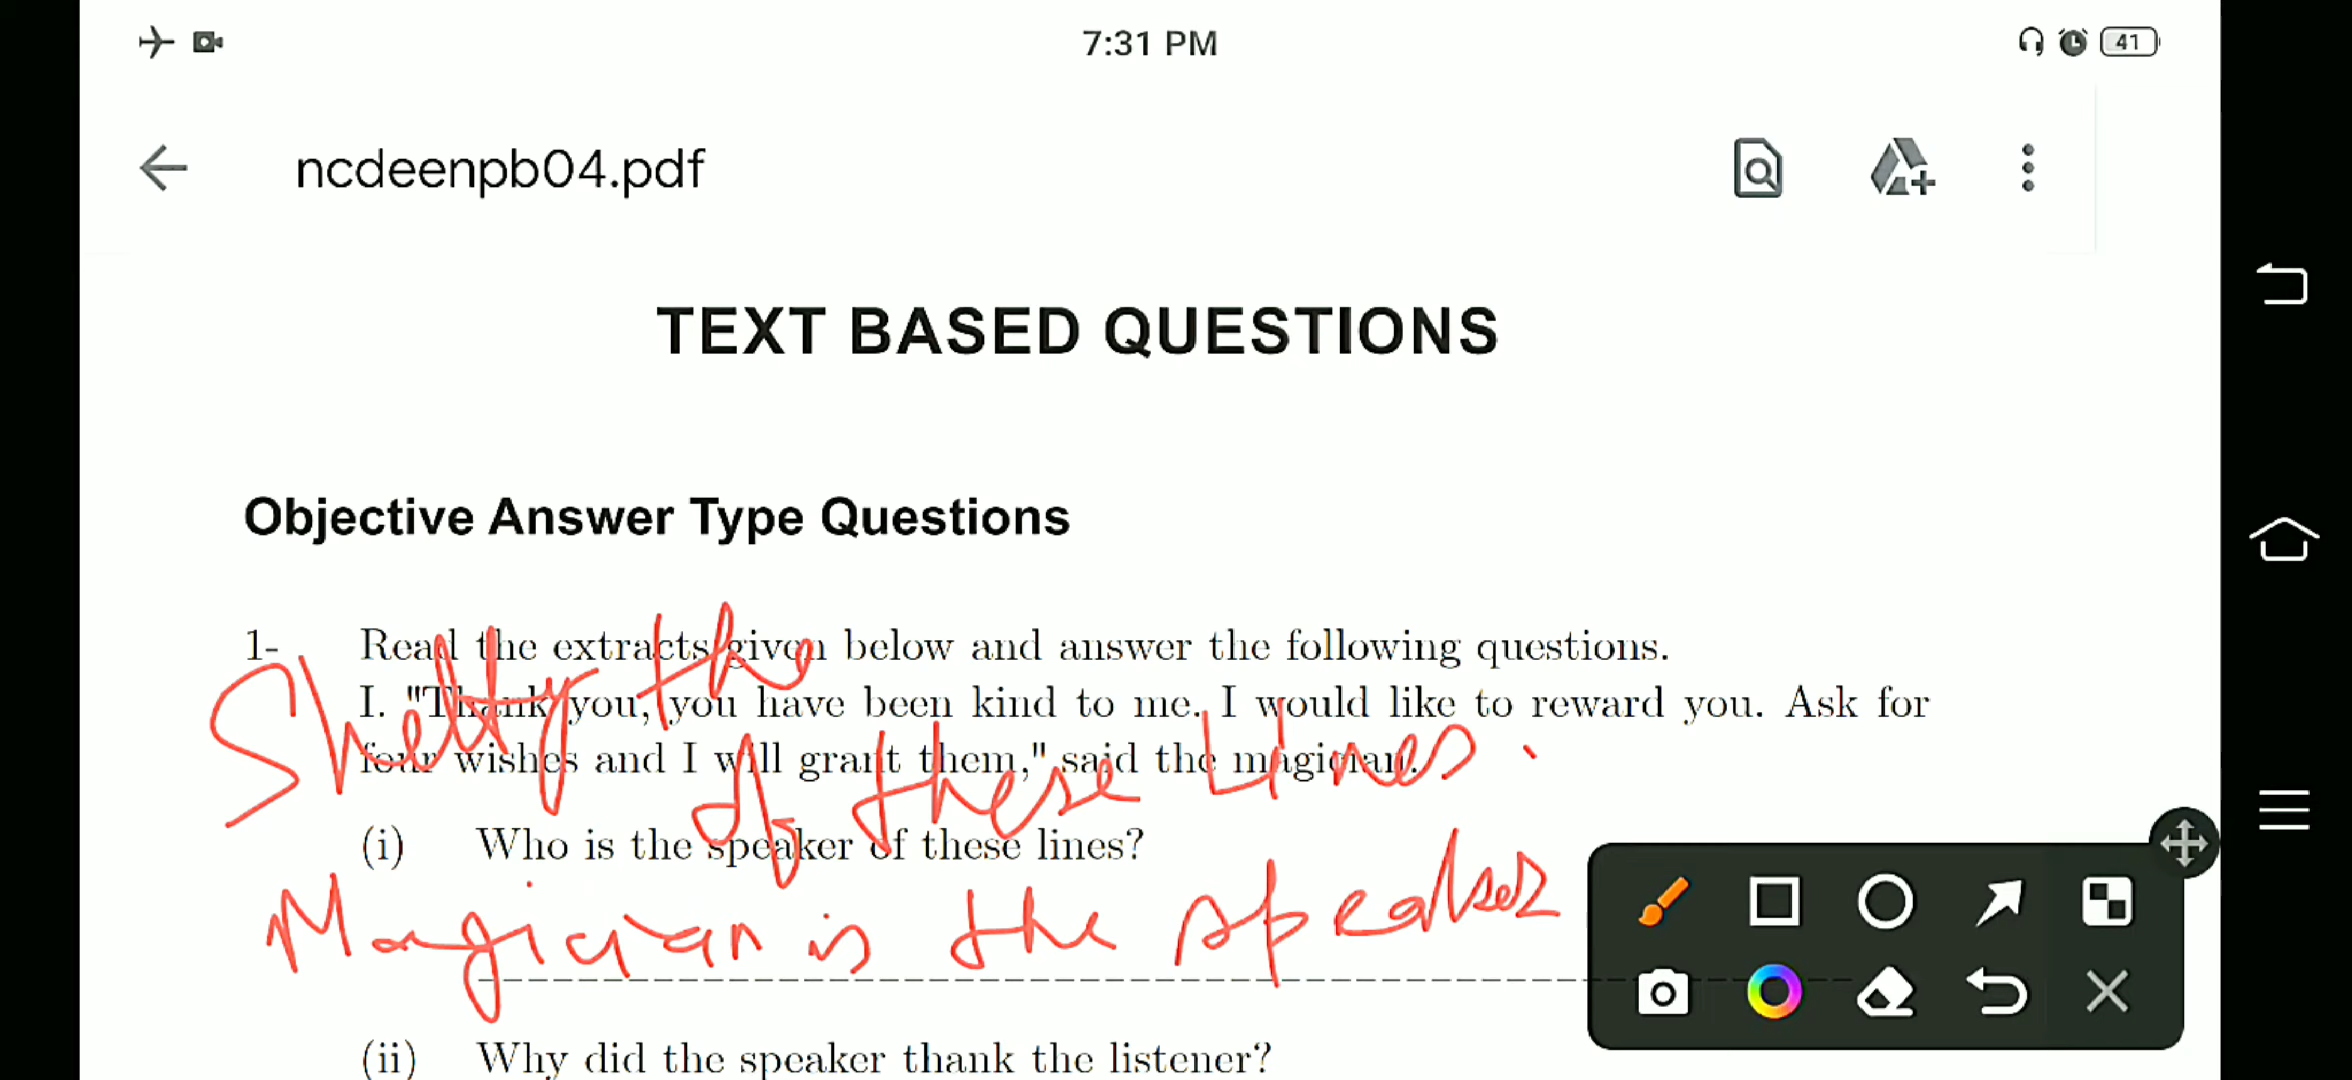 7:31 PM
41
ncdeenpb04.pdf
TEXT BASED QUESTIONS
Objective Answer Type Questions
1- Read the extracts given below and answer the following questions.
I. "Thank you, you have been kind to me. I would like to reward you. Ask for
four wishes and I will grant them," said the magician.
Shetty the
of these Lines.
(i) Who is the speaker of these lines?
Magician is the speaker
(ii) Why did the speaker thank the listener?